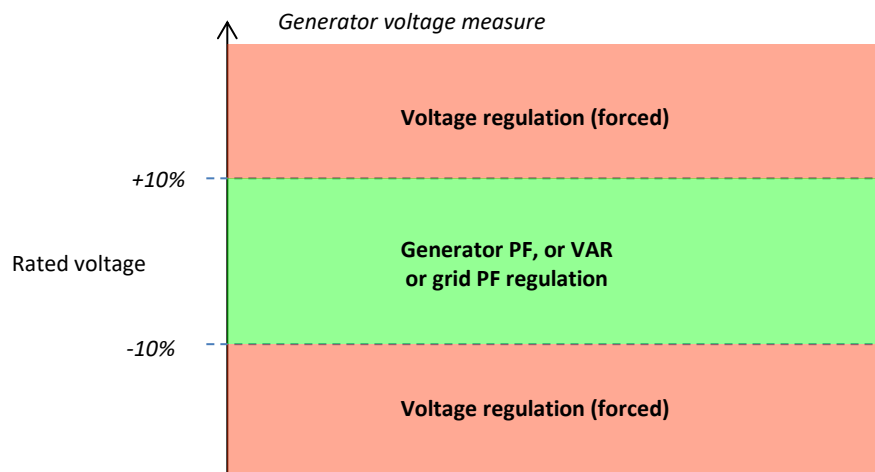 Generator voltage measure
Voltage regulation (forced)
+10%
Generator PF, or VAR
or grid PF regulation
Rated voltage
-10%
Voltage regulation (forced)